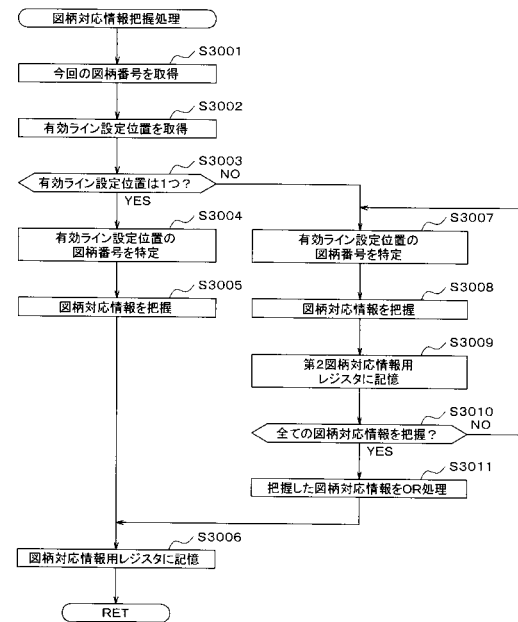 図柄対応情報把握処理
S3001
今回の図柄番号を取得
S3002
有効ライン設定位置を取得
S3003
有効ライン設定位置は1つ？
NO
YES
S3004
有効ライン設定位置の
図柄番号を特定
S3005
図柄対応情報を把握
S3007
有効ライン設定位置の
図柄番号を特定
S3008
図柄対応情報を把握
S3009
第2図柄対応情報用
レジスタに記憶
S3010
全ての図柄対応情報を把握？
NO
YES
S3011
把握した図柄対応情報をOR処理
S3006
図柄対応情報用レジスタに記憶
RET